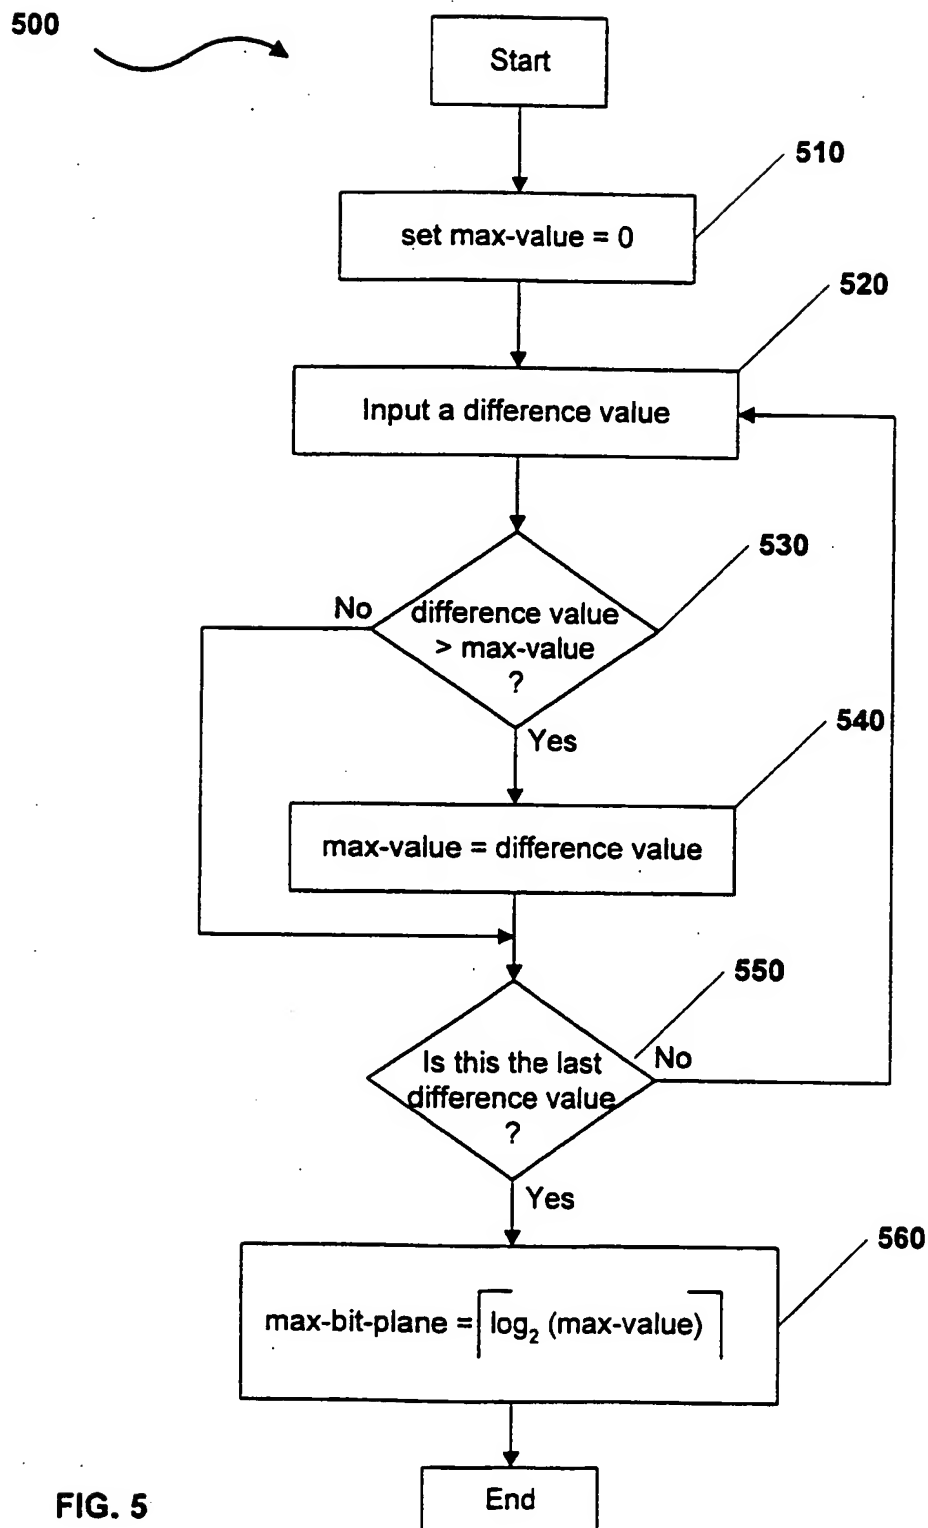 500
Start
510
set max-value = 0
520
Input a difference value
530
No
difference value
> max-value
?
Yes
540
max-value = difference value
550
Is this the last
difference value
?
No
Yes
560
max-bit-plane = ⌈log₂ (max-value)⌉
End
FIG. 5